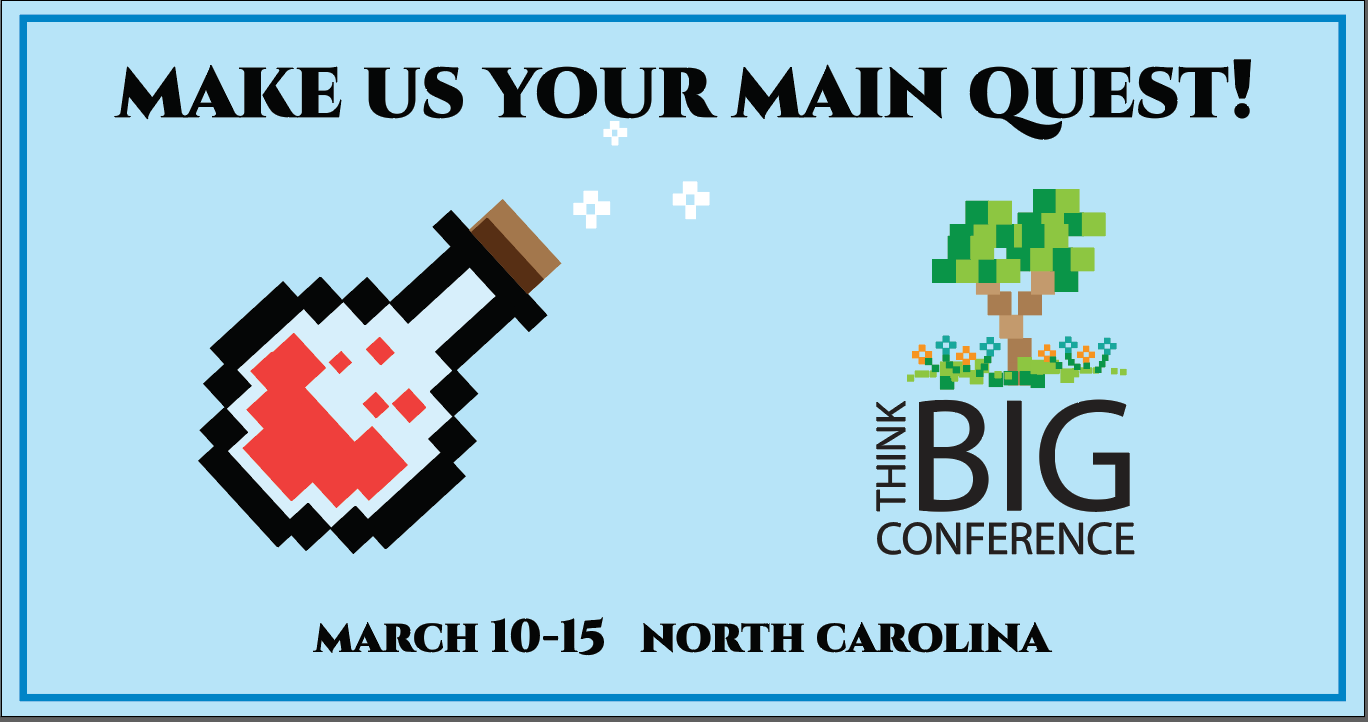 MAKE US YOUR MAIN QUEST!
THINK
BIG
CONFERENCE
MARCH 10-15 NORTH CAROLINA